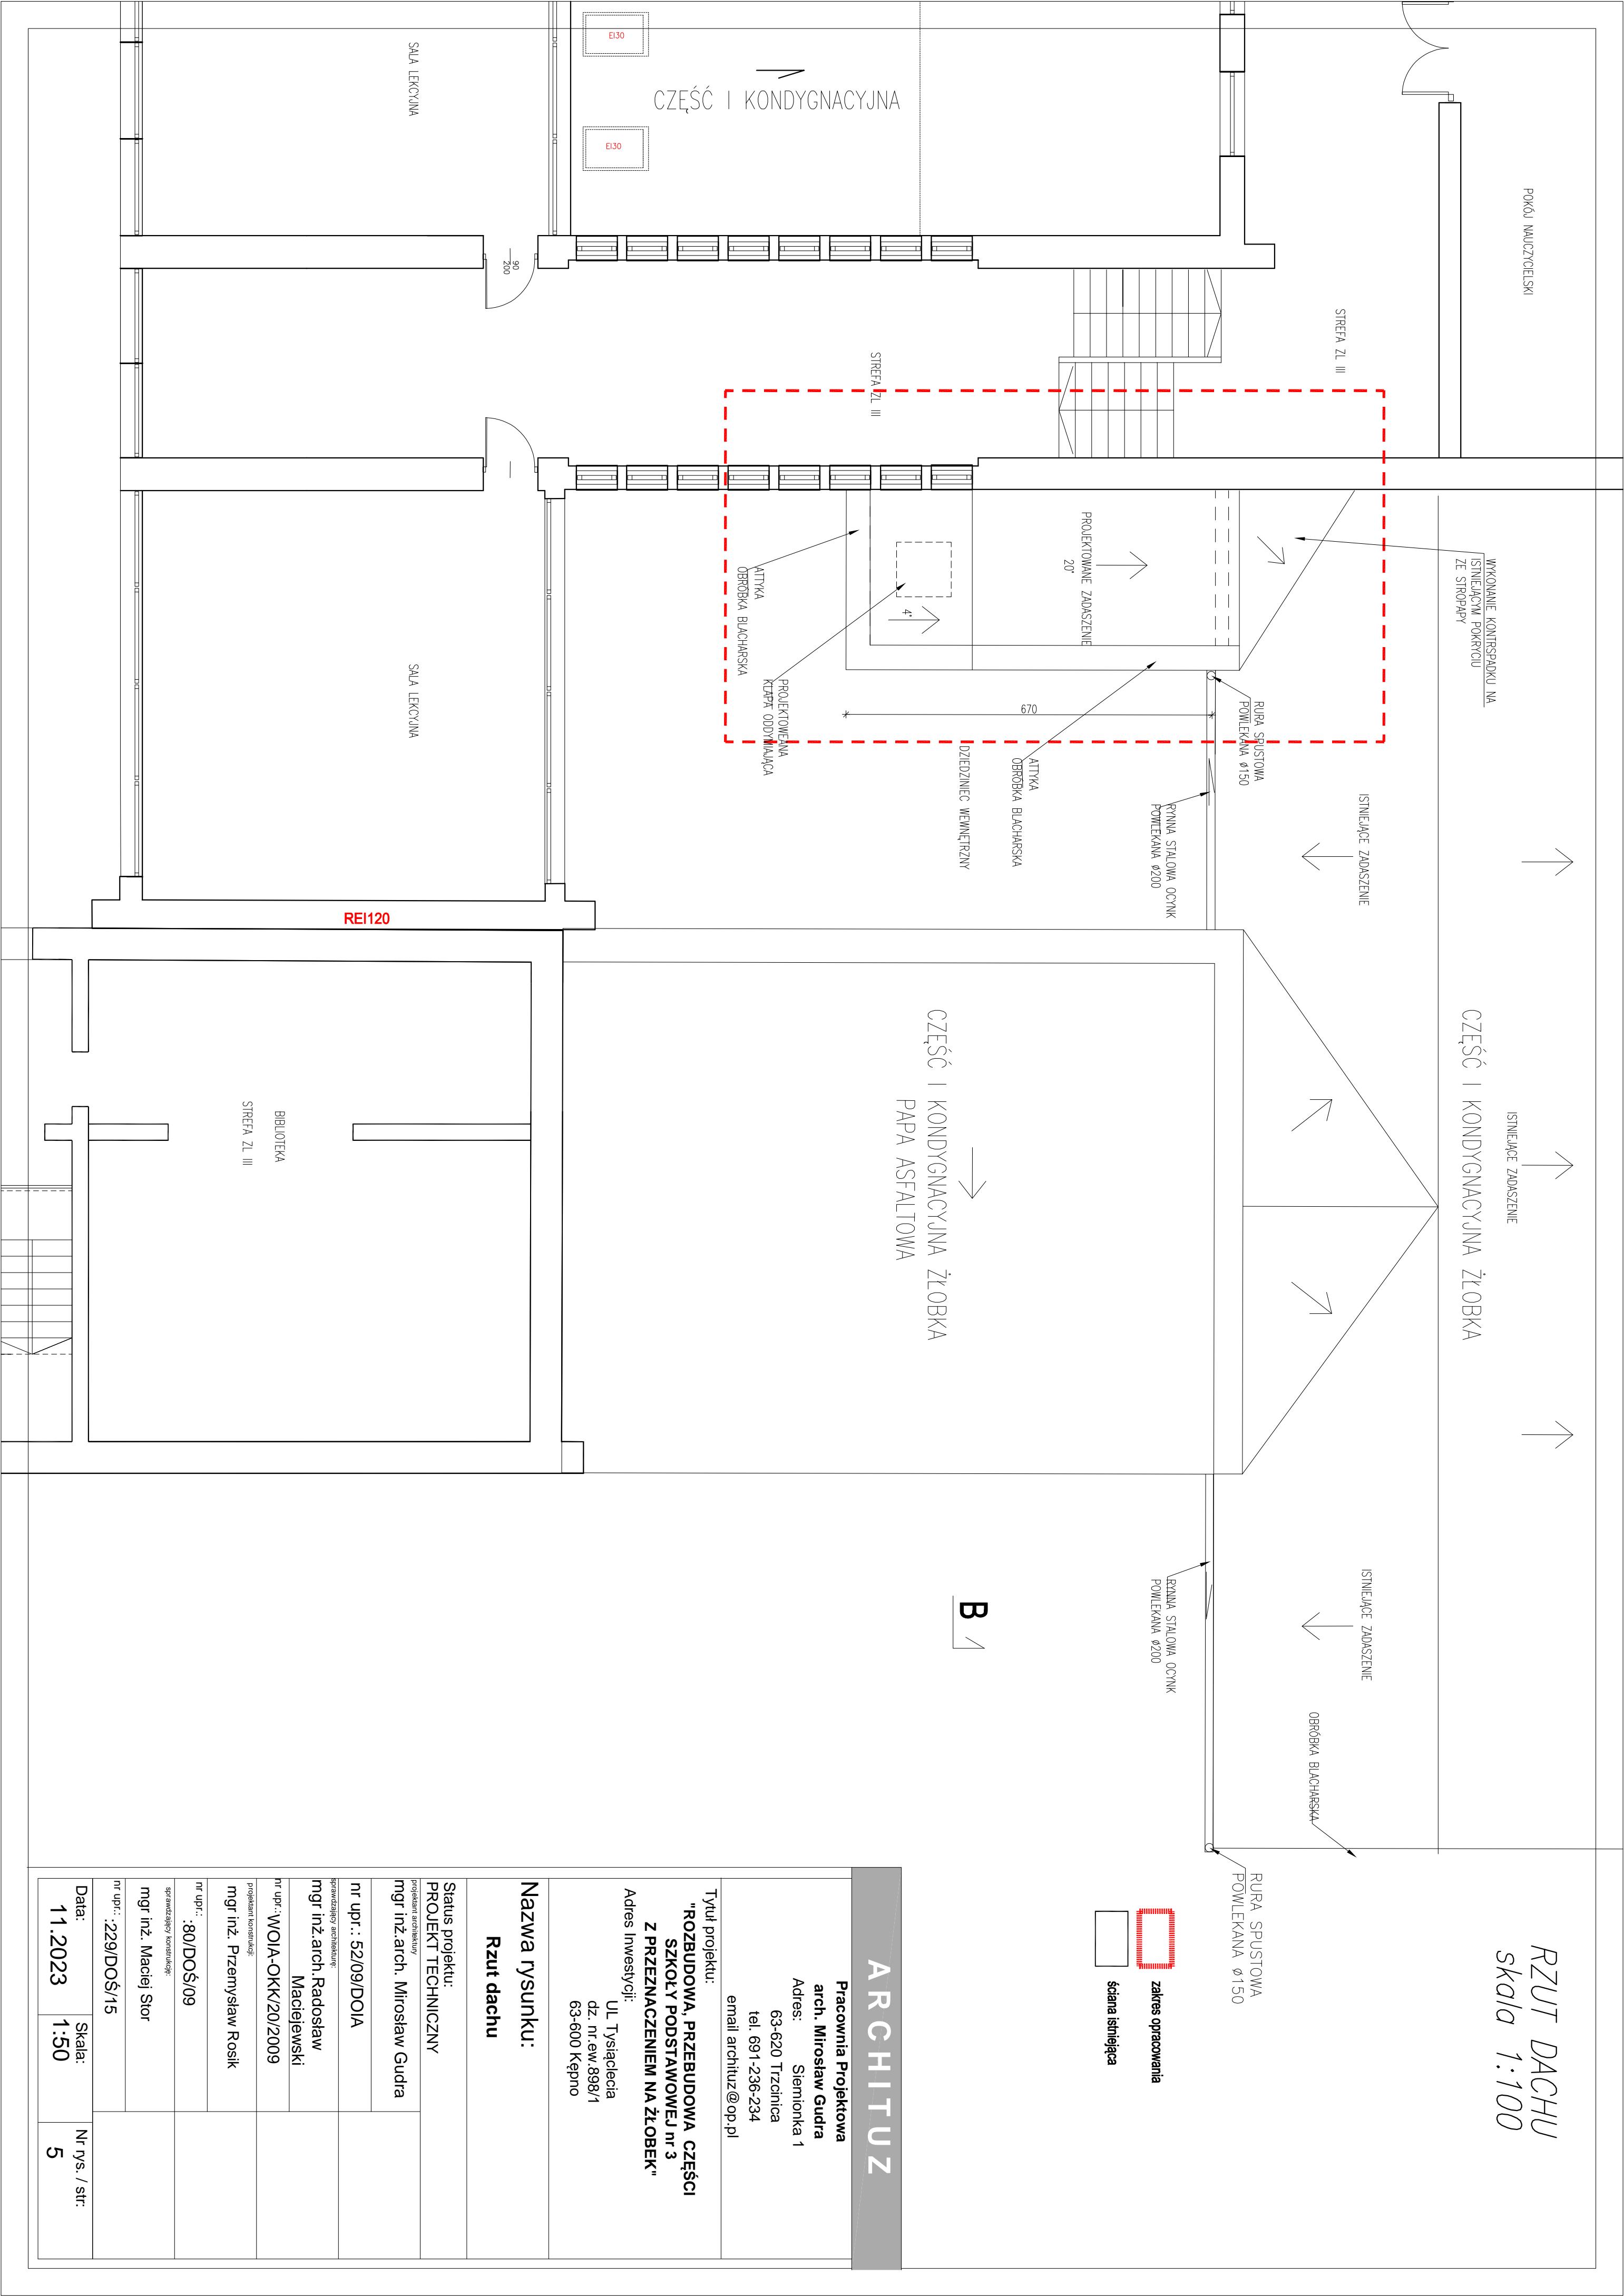 RZUT DACHU
skala 1:100
POKÓJ NAUCZYCIELSKI
WYKONANIE KONTRSPADKU NA
ISTNIEJĄCYM POKRYCIU
ZE STROPAPY
ISTNIEJĄCE ZADASZENIE
CZĘŚĆ I KONDYGNACYJNA ŻŁOBKA
STREFA ZL III
ISTNIEJĄCE ZADASZENIE
ISTNIEJĄCE ZADASZENIE
OBRÓBKA BLACHARSKA
RURA SPUSTOWA
POWLEKANA Ø150
RURA SPUSTOWA
POWLEKANA Ø150
RYNNA STALOWA OCYNK
POWLEKANA Ø200
RYNNA STALOWA OCYNK
POWLEKANA Ø200
zakres opracowania
ściana istniejąca
PROJEKTOWANE ZADASZENIE
20°
670
ATTYKA
OBRÓBKA BLACHARSKA
DZIEDZINIEC WEWNĘTRZNY
B
CZĘŚĆ I KONDYGNACYJNA ŻŁOBKA
PAPA ASFALTOWA
4°
STREFA ZL III
PROJEKTOWEANA
KLAPA ODDYMIAJĄCA
ATTYKA
OBRÓBKA BLACHARSKA
CZĘŚĆ I KONDYGNACYJNA
EI30
EI30
90
200
SALA LEKCYJNA
SALA LEKCYJNA
REI120
BIBLIOTEKA
STREFA ZL III
ARCHITUZ
Pracownia Projektowa
arch. Mirosław Gudra
Adres: Siemionka 1
63-620 Trzcinica
tel. 691-236-234
email archituz@op.pl
Tytuł projektu:
"ROZBUDOWA, PRZEBUDOWA CZĘŚCI
SZKOŁY PODSTAWOWEJ nr 3
Z PRZEZNACZENIEM NA ŻŁOBEK"
Adres Inwestycji:
UL Tysiąclecia
dz. nr.ew.898/1
63-600 Kępno
Nazwa rysunku:
Rzut dachu
Status projektu:
PROJEKT TECHNICZNY
projektant architektury
mgr inż.arch. Mirosław Gudra
nr upr.: 52/09/DOIA
sprawdzający architekturę:
mgr inż.arch.Radosław
Maciejewski
nr upr.:WOIA-OKK/20/2009
projektant konstrukcji:
mgr inż. Przemysław Rosik
nr upr.: :80/DOŚ/09
sprawdzający konstrukcję:
mgr inż. Maciej Stor
nr upr.: :229/DOŚ/15
Data:
11.2023
Skala:
1:50
Nr rys. / str:
5